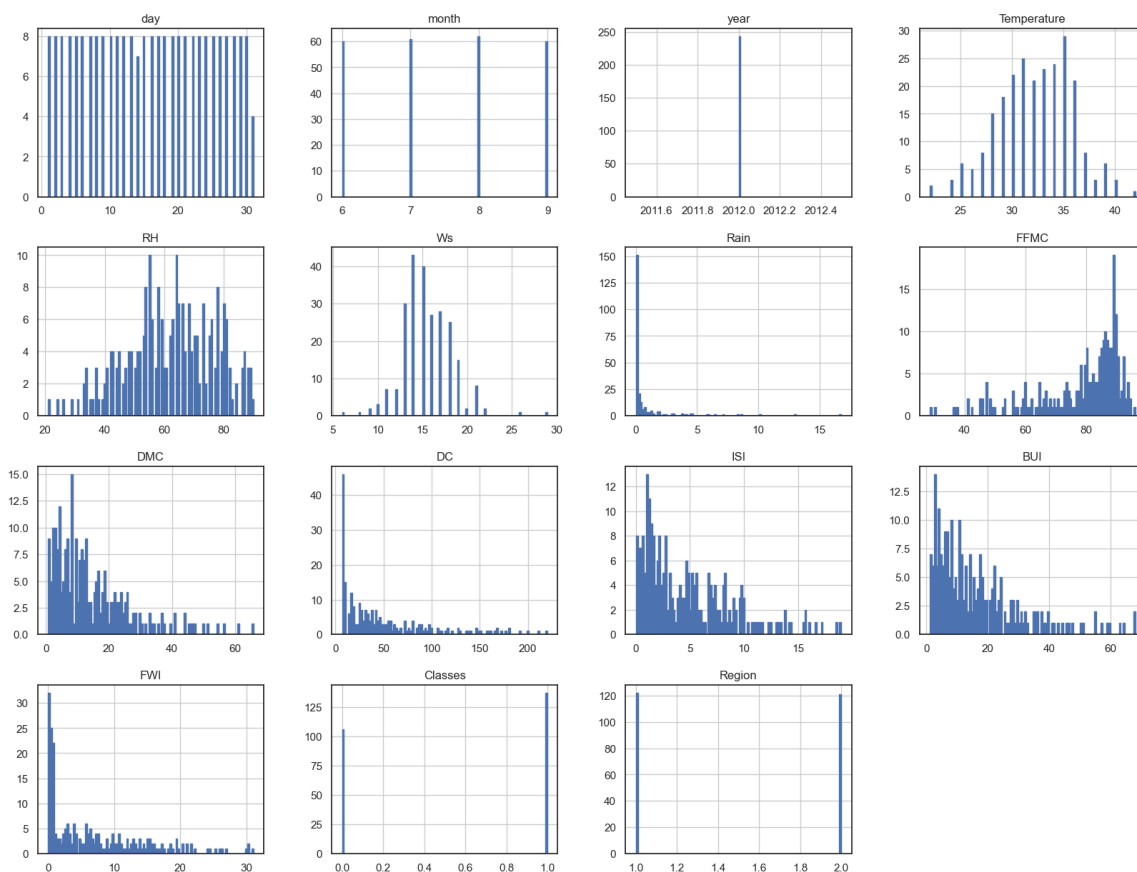 day month year Temperature
8 60 250 30
6 50 200 25
4 40 150 20
2 30 100 15
0 20 50 10
10 0 5
0 0
0 10 20 30 6 7 8 9 2011.6 2011.8 2012.0 2012.2 2012.4 25 30 35 40
RH Ws Rain FFMC
10 40 150 15
8 30 125 10
6 20 100 5
4 10 75 0
2 0 50
0 25
0
20 40 60 80 5 10 15 20 25 30 0 5 10 15 40 60 80
DMC DC ISI BUI
15.0 40 12 12.5
12.5 30 10 10.0
10.0 20 8 7.5
7.5 10 6 5.0
5.0 0 4 2.5
2.5 2 0.0
0.0 0
0 20 40 60 0 50 100 150 200 0 5 10 15 0 20 40 60
FWI Classes Region
30 125 120
25 100 100
20 75 80
15 50 60
10 25 40
5 0 20
0 0
0 10 20 30 0.0 0.2 0.4 0.6 0.8 1.0 1.0 1.2 1.4 1.6 1.8 2.0